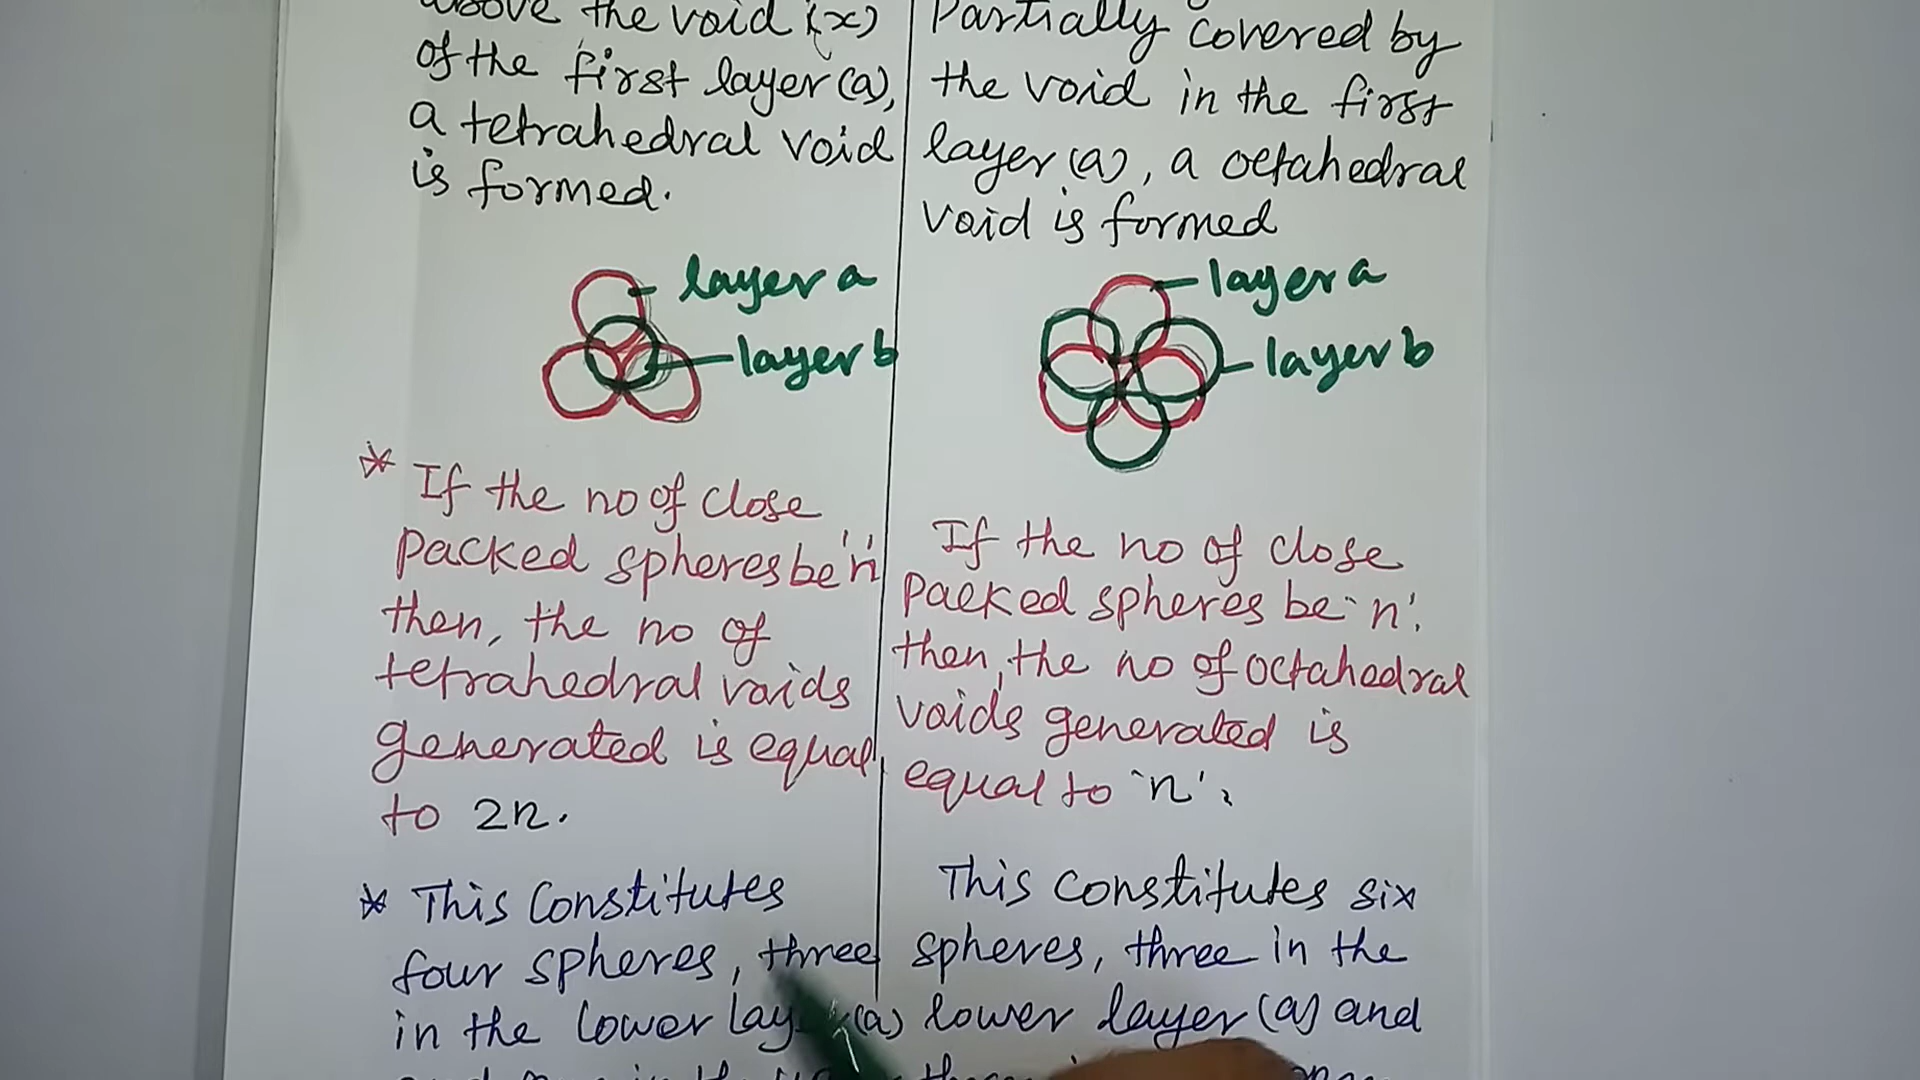 above the void (x)
of the first layer (a),
a tetrahedral void
is formed.
layer a
layer b
* If the no of close
packed spheres be 'n'
then, the no of
tetrahedral voids
generated is equal
to 2n.
* This Constitutes
four spheres, three
in the lower layer (a)
Partially covered by
the void in the first
layer (a), a octahedral
void is formed
layer a
layer b
If the no of close
packed spheres be 'n'.
then, the no of octahedral
voids generated is
equal to 'n'.
This constitutes six
spheres, three in the
lower layer (a) and